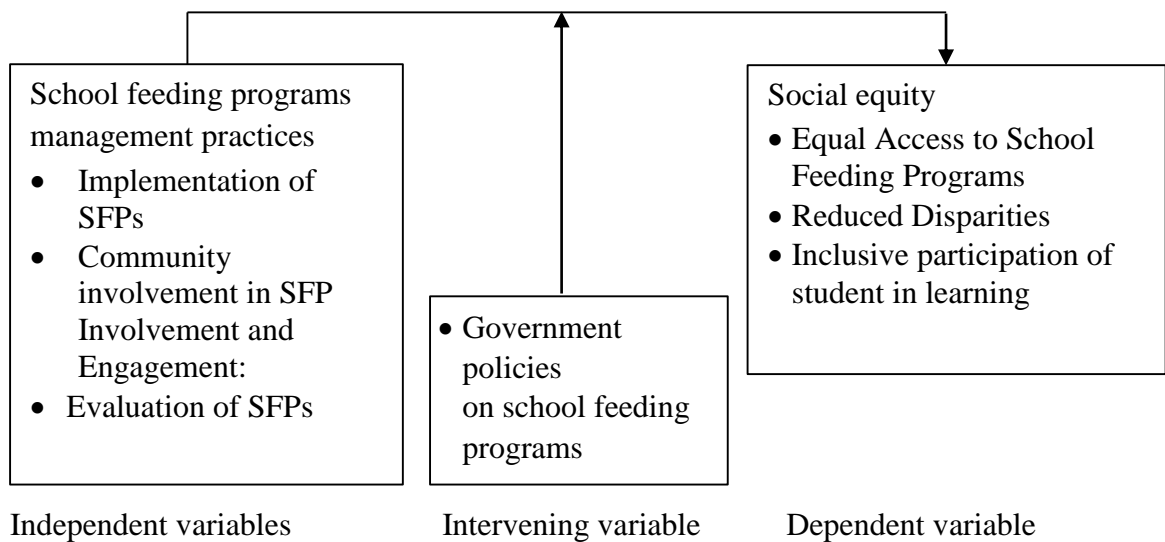 School feeding programs
management practices
• Implementation of
SFPs
• Community
involvement in SFP
Involvement and
Engagement:
• Evaluation of SFPs
• Government
policies
on school feeding
programs
Social equity
• Equal Access to School
Feeding Programs
• Reduced Disparities
• Inclusive participation of
student in learning
Independent variables
Intervening variable
Dependent variable